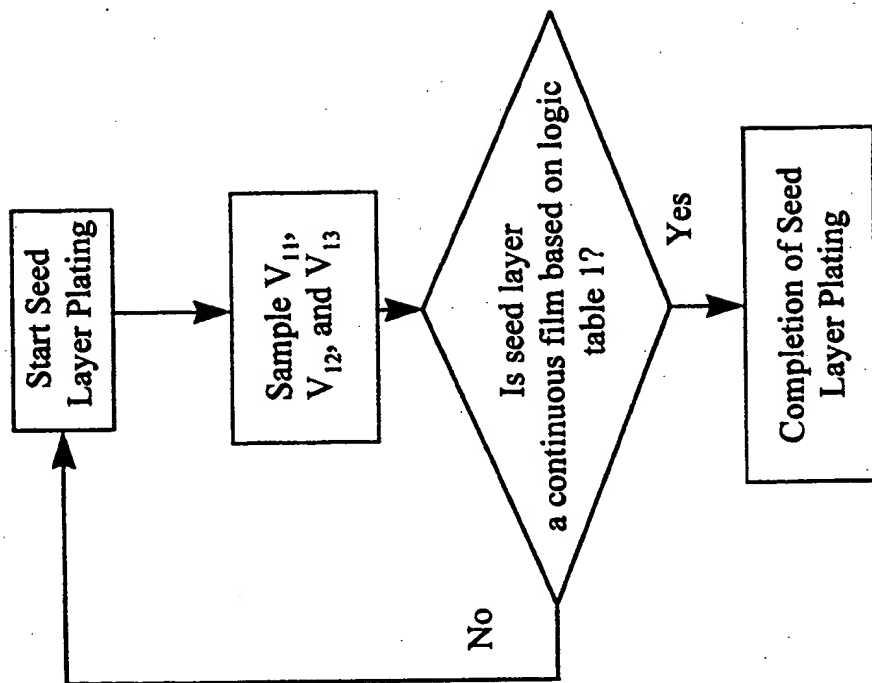 Start Seed
Layer Plating
Sample V₁₁,
V₁₂, and V₁₃
Is seed layer
a continuous film based on logic
table 1?
No
Yes
Completion of Seed
Layer Plating